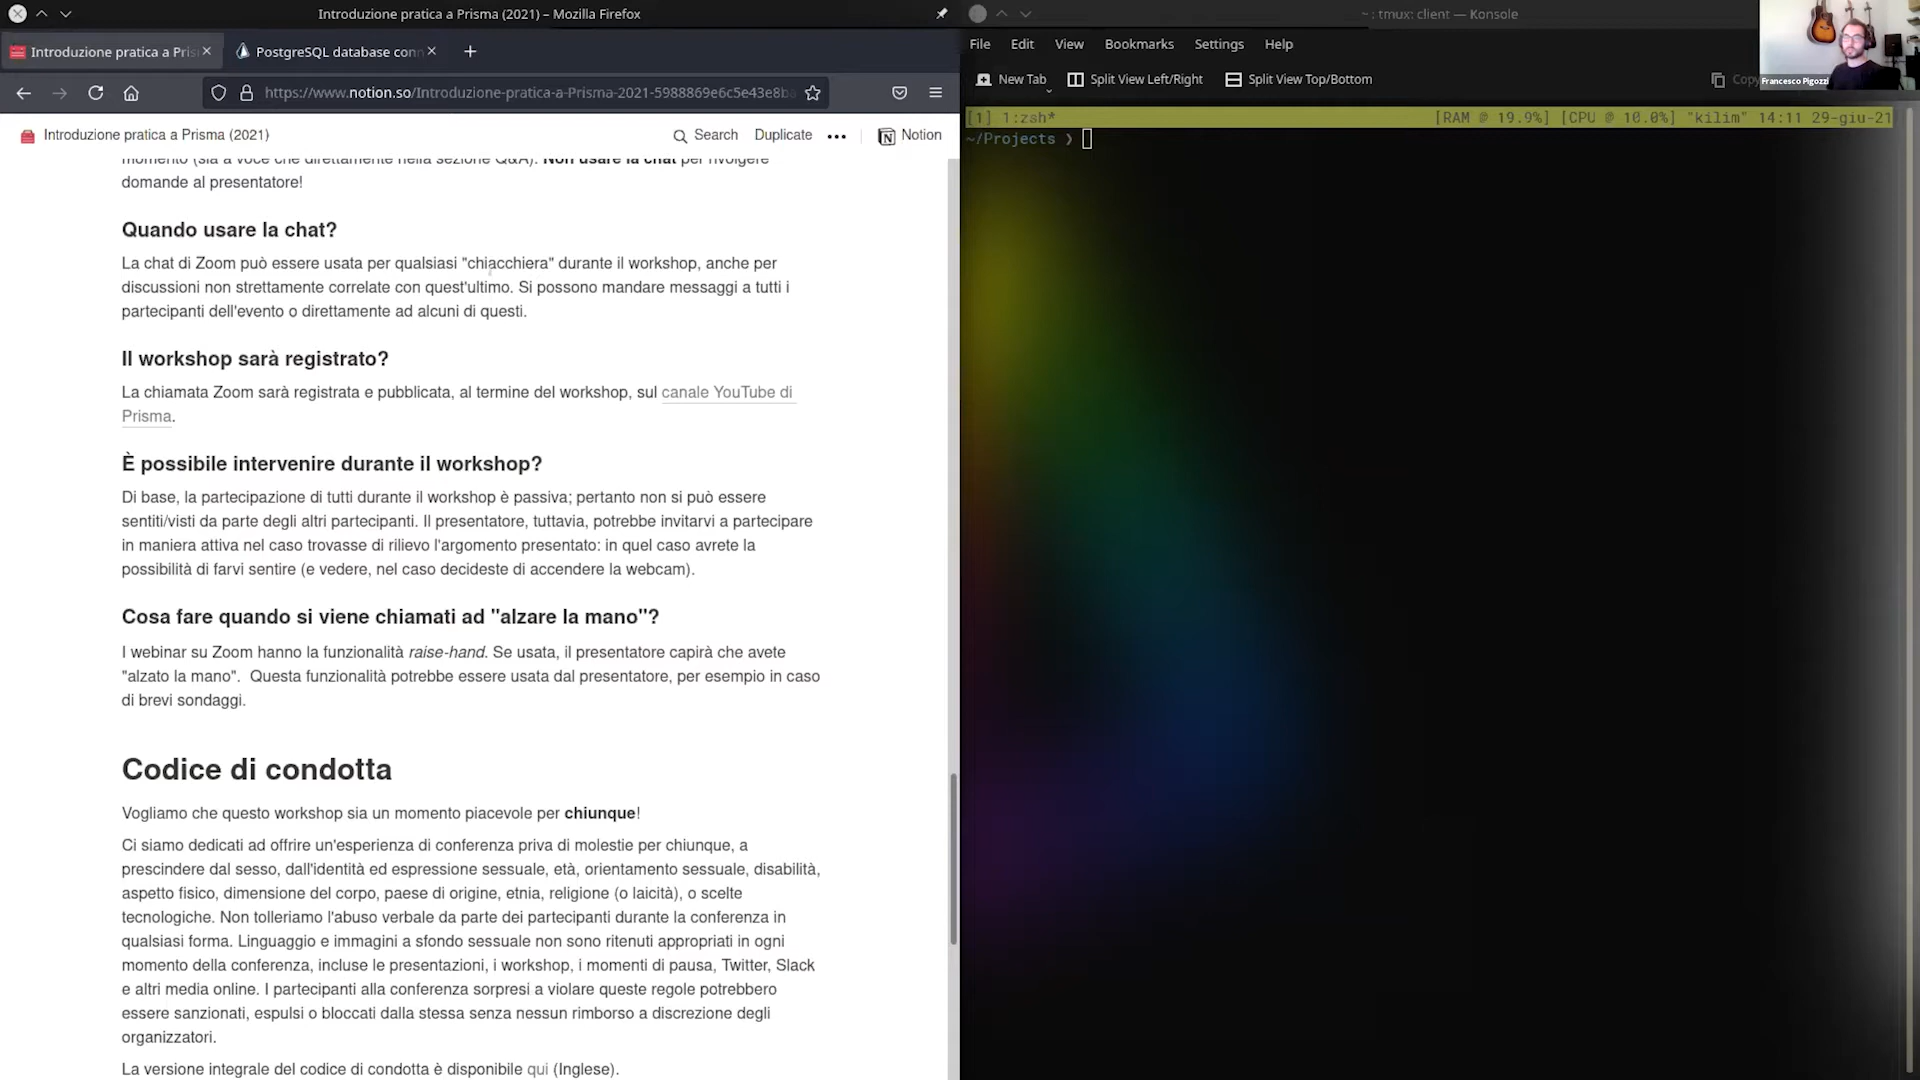 Introduzione pratica a Prisma (2021) – Mozilla Firefox
Introduzione pratica a Pris
PostgreSQL database conn
https://www.notion.so/Introduzione-pratica-a-Prisma-2021-5988869e6c5e43e8ba
Introduzione pratica a Prisma (2021)
Search
Duplicate
Notion
momento (sia a voce che direttamente nella sezione Q&A). Non usare la chat per rivolgere
domande al presentatore!
Quando usare la chat?
La chat di Zoom può essere usata per qualsiasi "chiacchiera" durante il workshop, anche per
discussioni non strettamente correlate con quest'ultimo. Si possono mandare messaggi a tutti i
partecipanti dell'evento o direttamente ad alcuni di questi.
Il workshop sarà registrato?
La chiamata Zoom sarà registrata e pubblicata, al termine del workshop, sul canale YouTube di
Prisma.
È possibile intervenire durante il workshop?
Di base, la partecipazione di tutti durante il workshop è passiva; pertanto non si può essere
sentiti/visti da parte degli altri partecipanti. Il presentatore, tuttavia, potrebbe invitarvi a partecipare
in maniera attiva nel caso trovasse di rilievo l'argomento presentato: in quel caso avrete la
possibilità di farvi sentire (e vedere, nel caso decideste di accendere la webcam).
Cosa fare quando si viene chiamati ad "alzare la mano"?
I webinar su Zoom hanno la funzionalità raise-hand. Se usata, il presentatore capirà che avete
"alzato la mano".  Questa funzionalità potrebbe essere usata dal presentatore, per esempio in caso
di brevi sondaggi.
Codice di condotta
Vogliamo che questo workshop sia un momento piacevole per chiunque!
Ci siamo dedicati ad offrire un'esperienza di conferenza priva di molestie per chiunque, a
prescindere dal sesso, dall'identità ed espressione sessuale, età, orientamento sessuale, disabilità,
aspetto fisico, dimensione del corpo, paese di origine, etnia, religione (o laicità), o scelte
tecnologiche. Non tolleriamo l'abuso verbale da parte dei partecipanti durante la conferenza in
qualsiasi forma. Linguaggio e immagini a sfondo sessuale non sono ritenuti appropriati in ogni
momento della conferenza, incluse le presentazioni, i workshop, i momenti di pausa, Twitter, Slack
e altri media online. I partecipanti alla conferenza sorpresi a violare queste regole potrebbero
essere sanzionati, espulsi o bloccati dalla stessa senza nessun rimborso a discrezione degli
organizzatori.
La versione integrale del codice di condotta è disponibile qui (Inglese).
~ : tmux: client — Konsole
File Edit View Bookmarks Settings Help
New Tab
Split View Left/Right
Split View Top/Bottom
Copy
Francesco Pigozzi
[1] 1:zsh* [RAM @ 19.9%] [CPU @ 10.0%] "kilim" 14:11 29-giu-21
~/Projects ❯